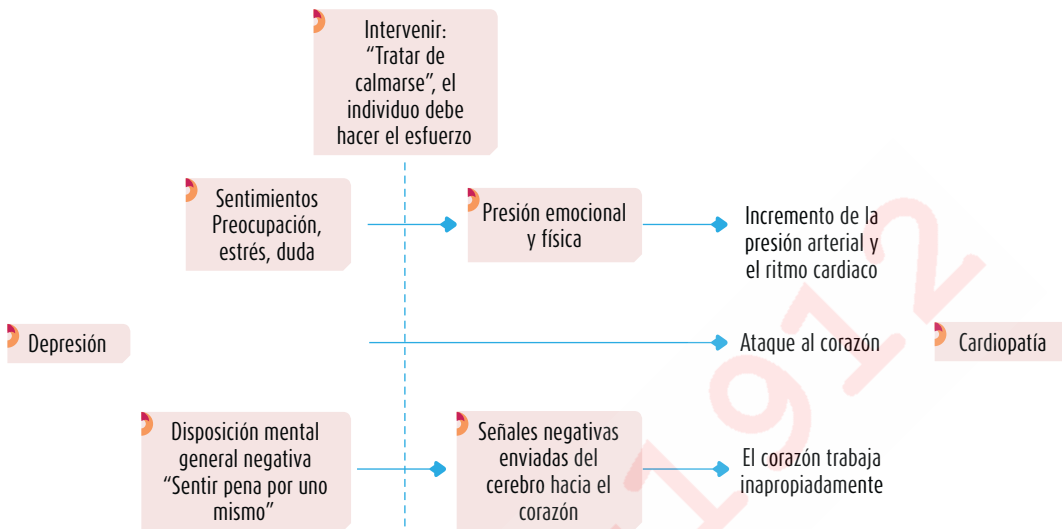 Intervenir:
“Tratar de
calmarse”, el
individuo debe
hacer el esfuerzo
Sentimientos
Preocupación,
estrés, duda
Presión emocional
y física
Incremento de la
presión arterial y
el ritmo cardiaco
Depresión
Ataque al corazón
Cardiopatía
Disposición mental
general negativa
“Sentir pena por uno
mismo”
Señales negativas
enviadas del
cerebro hacia el
corazón
El corazón trabaja
inapropiadamente
1912